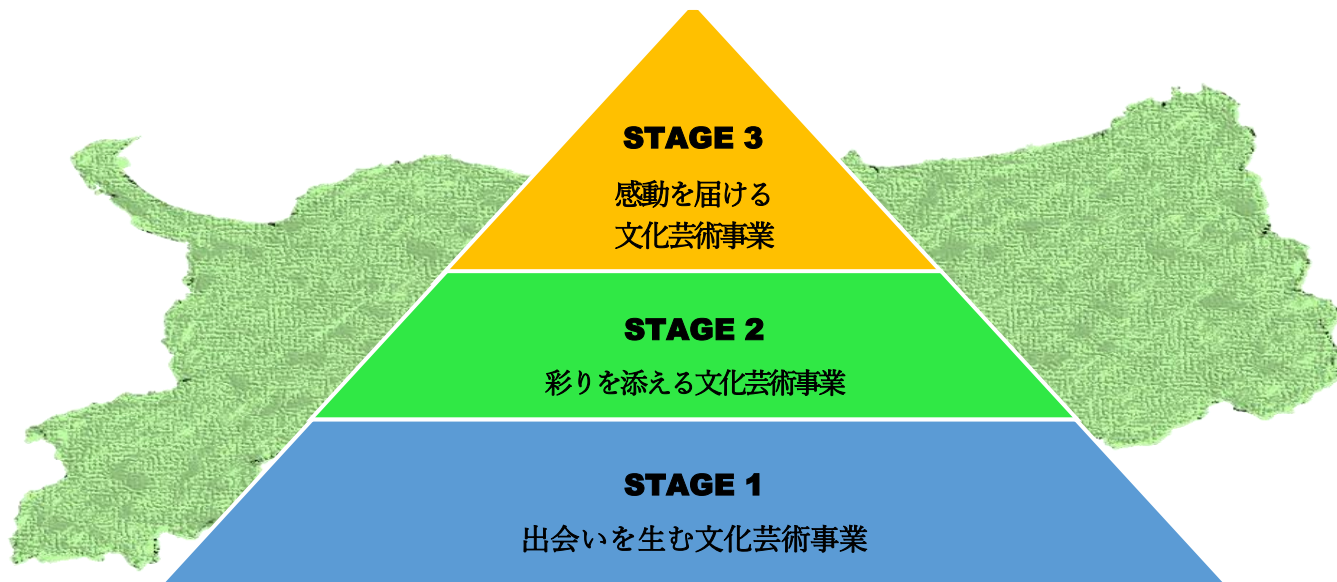 STAGE 3
感動を届ける
文化芸術事業
STAGE 2
彩りを添える文化芸術事業
STAGE 1
出会いを生む文化芸術事業